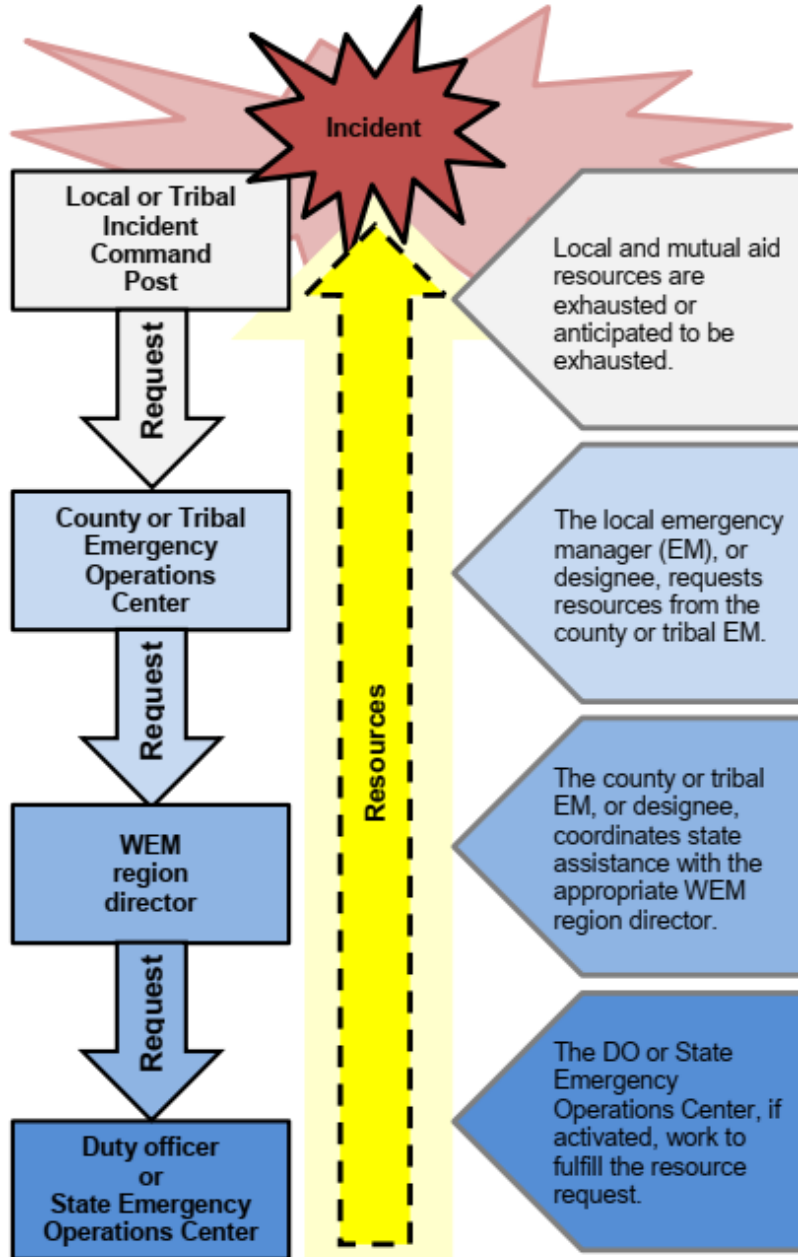 Incident
Local or Tribal
Incident
Command
Post
Local and mutual aid
resources are
exhausted or
anticipated to be
exhausted.
Request
County or Tribal
Emergency
Operations
Center
The local emergency
manager (EM), or
designee, requests
resources from the
county or tribal EM.
Request
Resources
WEM
region
director
The county or tribal
EM, or designee,
coordinates state
assistance with the
appropriate WEM
region director.
Request
Duty officer
or
State Emergency
Operations Center
The DO or State
Emergency
Operations Center, if
activated, work to
fulfill the resource
request.